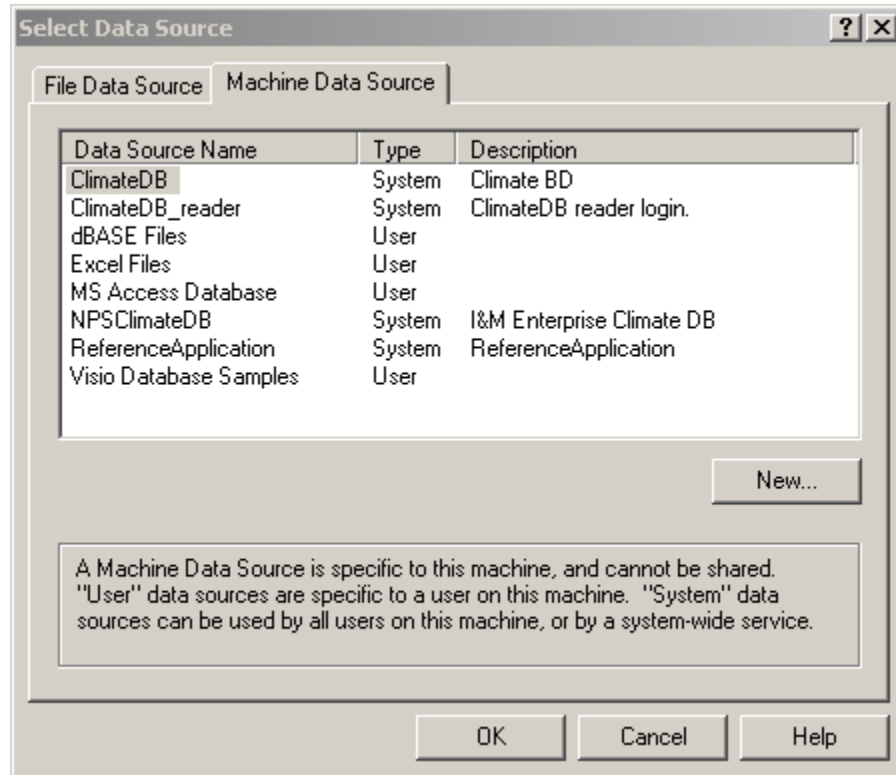 Select Data Source
? X
File Data Source Machine Data Source
Data Source Name Type Description
ClimateDB System Climate BD
ClimateDB_reader System ClimateDB reader login.
dBASE Files User
Excel Files User
MS Access Database User
NPSClimateDB System I&M Enterprise Climate DB
ReferenceApplication System ReferenceApplication
Visio Database Samples User
New...
A Machine Data Source is specific to this machine, and cannot be shared.
"User" data sources are specific to a user on this machine.  "System" data
sources can be used by all users on this machine, or by a system-wide service.
OK Cancel Help